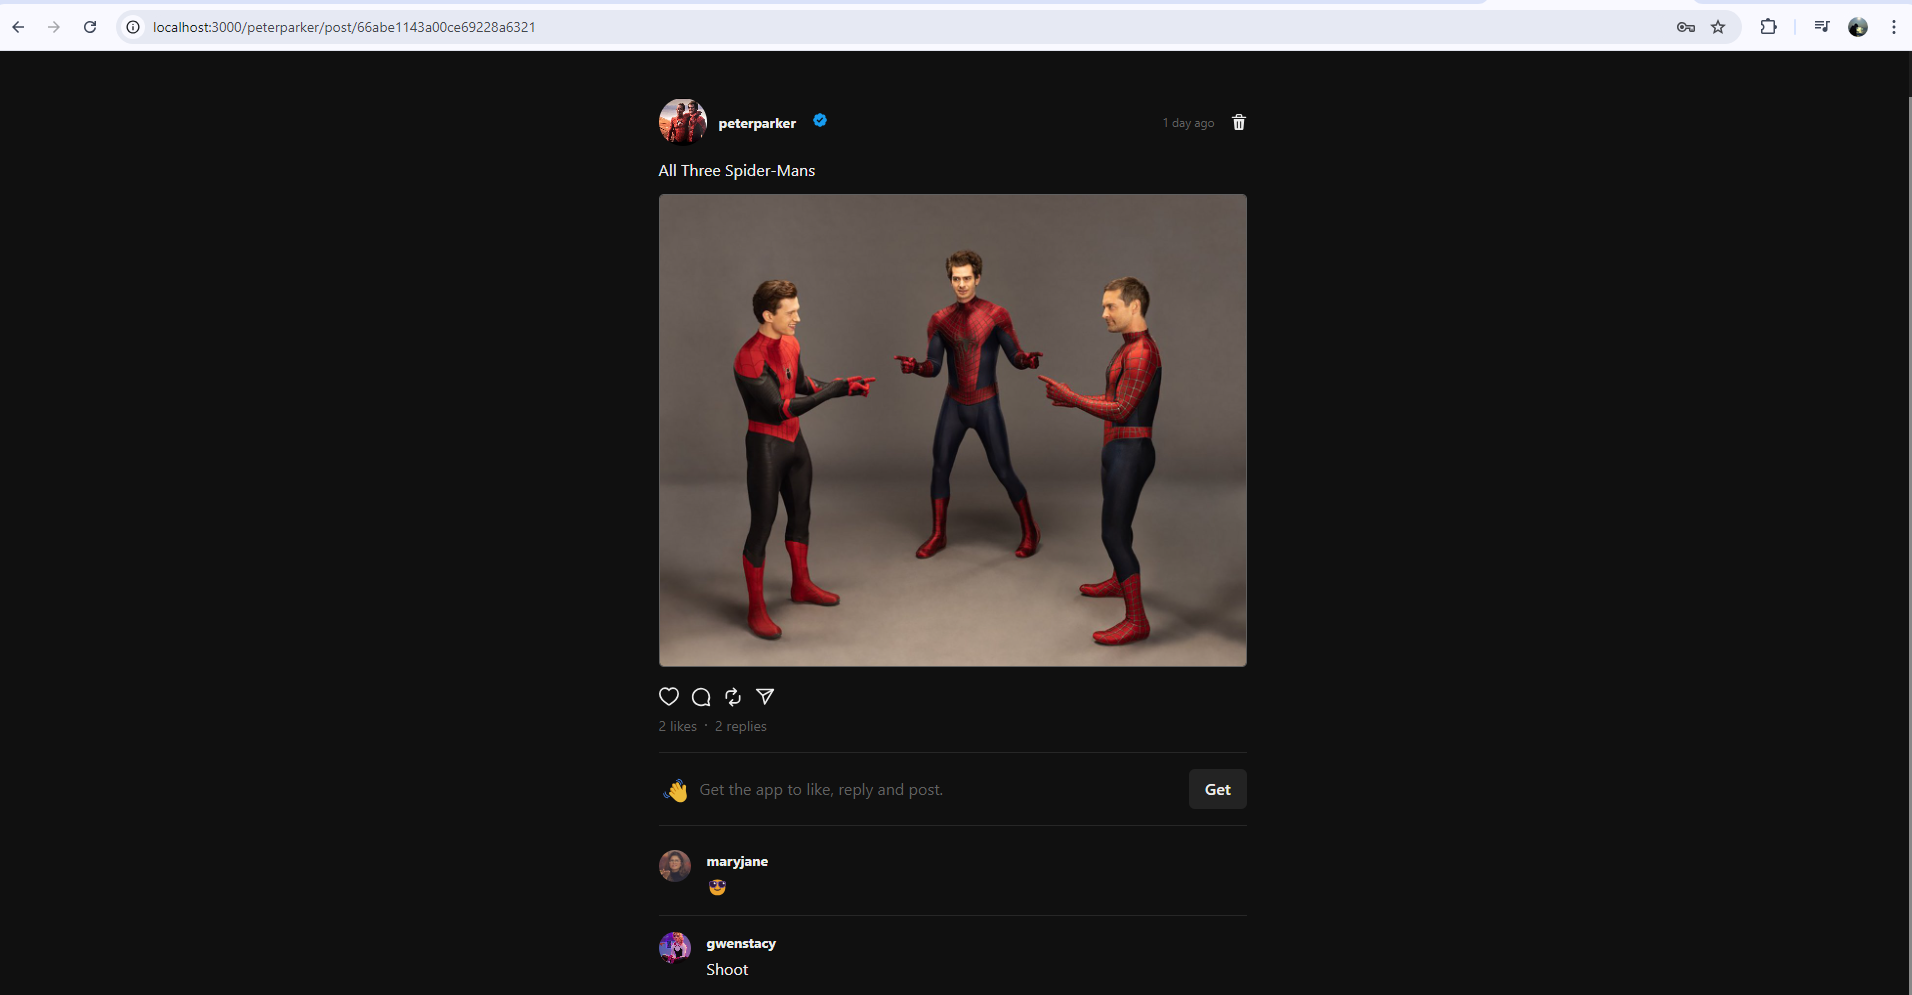 localhost:3000/peterparker/post/66abe1143a00ce69228a6321
peterparker
1 day ago
All Three Spider-Mans
2 likes · 2 replies
👋 Get the app to like, reply and post.
Get
maryjane
😎
gwenstacy
Shoot